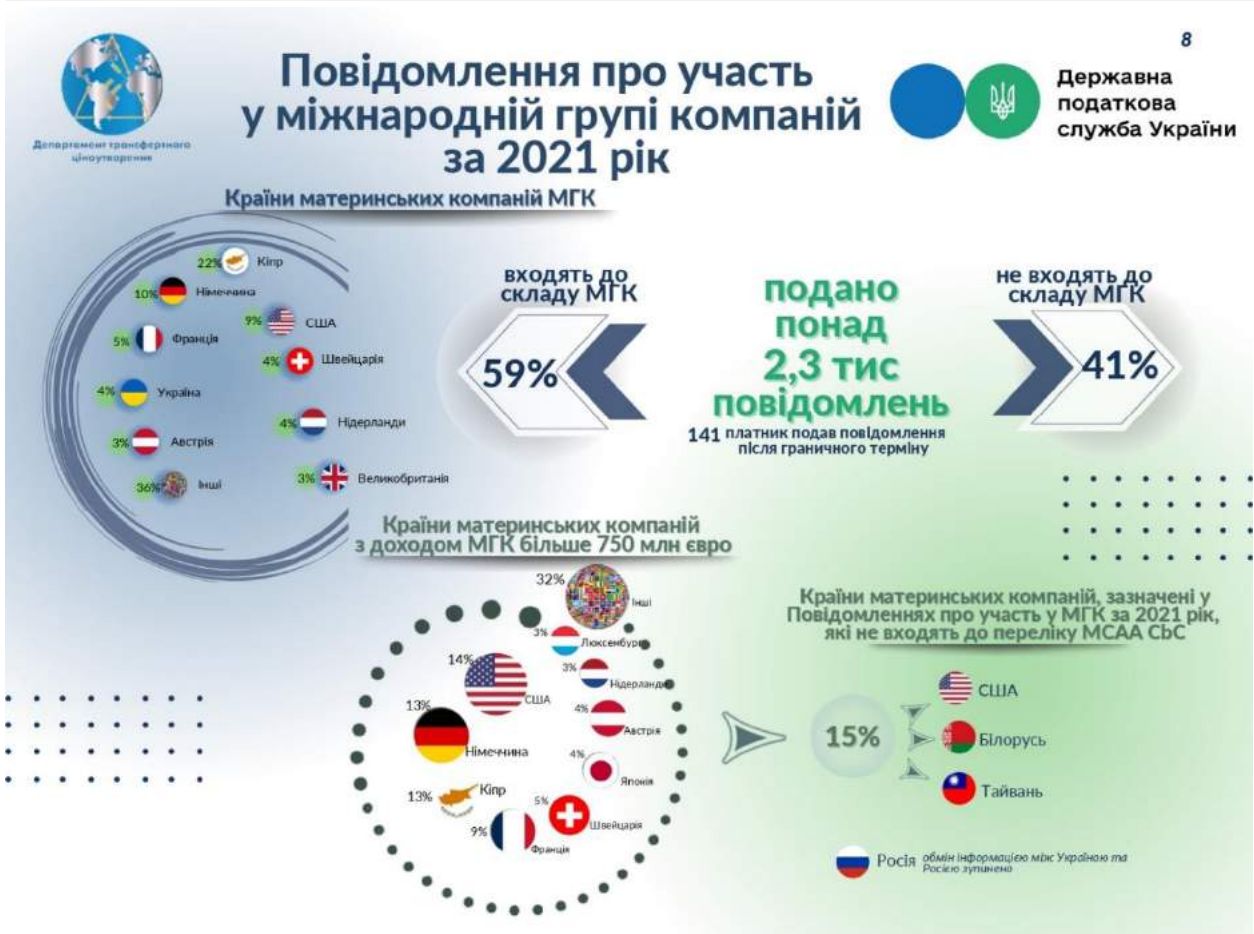 8
Департамент трансфертного
ціноутворення
Повідомлення про участь
у міжнародній групі компаній
за 2021 рік
Державна
податкова
служба України
Країни материнських компаній МГК
22% Кіпр
10% Німеччина
9% США
5% Франція
4% Швейцарія
4% Україна
4% Нідерланди
3% Австрія
3% Великобританія
36% Інші
входять до
складу МГК
59%
подано
понад
2,3 тис
повідомлень
141 платник подав повідомлення
після граничного терміну
не входять до
складу МГК
41%
Країни материнських компаній
з доходом МГК більше 750 млн євро
32% Інші
3% Люксенбург
3% Нідерланди
14% США
4% Австрія
13% Німеччина
4% Японія
13% Кіпр
5% Швейцарія
9% Франція
Країни материнських компаній, зазначені у
Повідомленнях про участь у МГК за 2021 рік,
які не входять до переліку MCAA CbC
15%
США
Білорусь
Тайвань
Росія обмін інформацією між Україною та
Росією зупинено